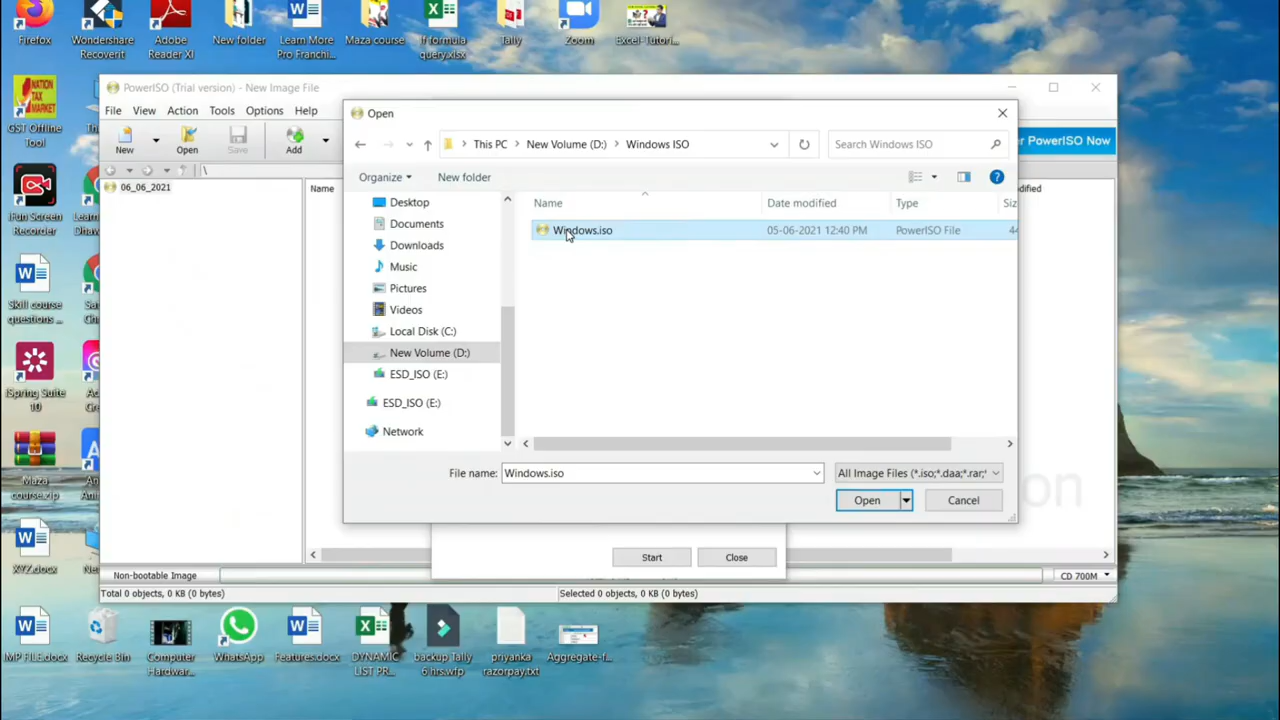 Firefox
Wondershare
Recoverit
Adobe
Reader XI
New folder
Learn More
Pro Franchi...
Maza course
If formula
query.xlsx
Tally
Zoom
Excel-Tutori...
NATION
TAX
MARKET
GST Offline
Tool
iFun Screen
Recorder
Skill course
questions ...
iSpring Suite
10
Maza
course.zip
XYZ.docx
PowerISO (Trial version) - New Image File
File View Action Tools Options Help
New
Open
Save
Add
PowerISO Now
\
06_06_2021
Name
Open
This PC > New Volume (D:) > Windows ISO
Search Windows ISO
Organize
New folder
Desktop
Documents
Downloads
Music
Pictures
Videos
Local Disk (C:)
New Volume (D:)
ESD_ISO (E:)
ESD_ISO (E:)
Network
Name Date modified Type Siz
Windows.iso 05-06-2021 12:40 PM PowerISO File 44
File name: Windows.iso
All Image Files (*.iso;*.daa;*.rar;*
Open
Cancel
Start
Close
Non-bootable Image
CD 700M
Total 0 objects, 0 KB (0 bytes)
Selected 0 objects, 0 KB (0 bytes)
MP FILE.docx
Recycle Bin
Computer
Hardwar...
WhatsApp
Features.docx
DYNAMIC
LIST PR...
backup Tally
6 hrs.wfp
priyanka
razorpay.txt
Aggregate-f...